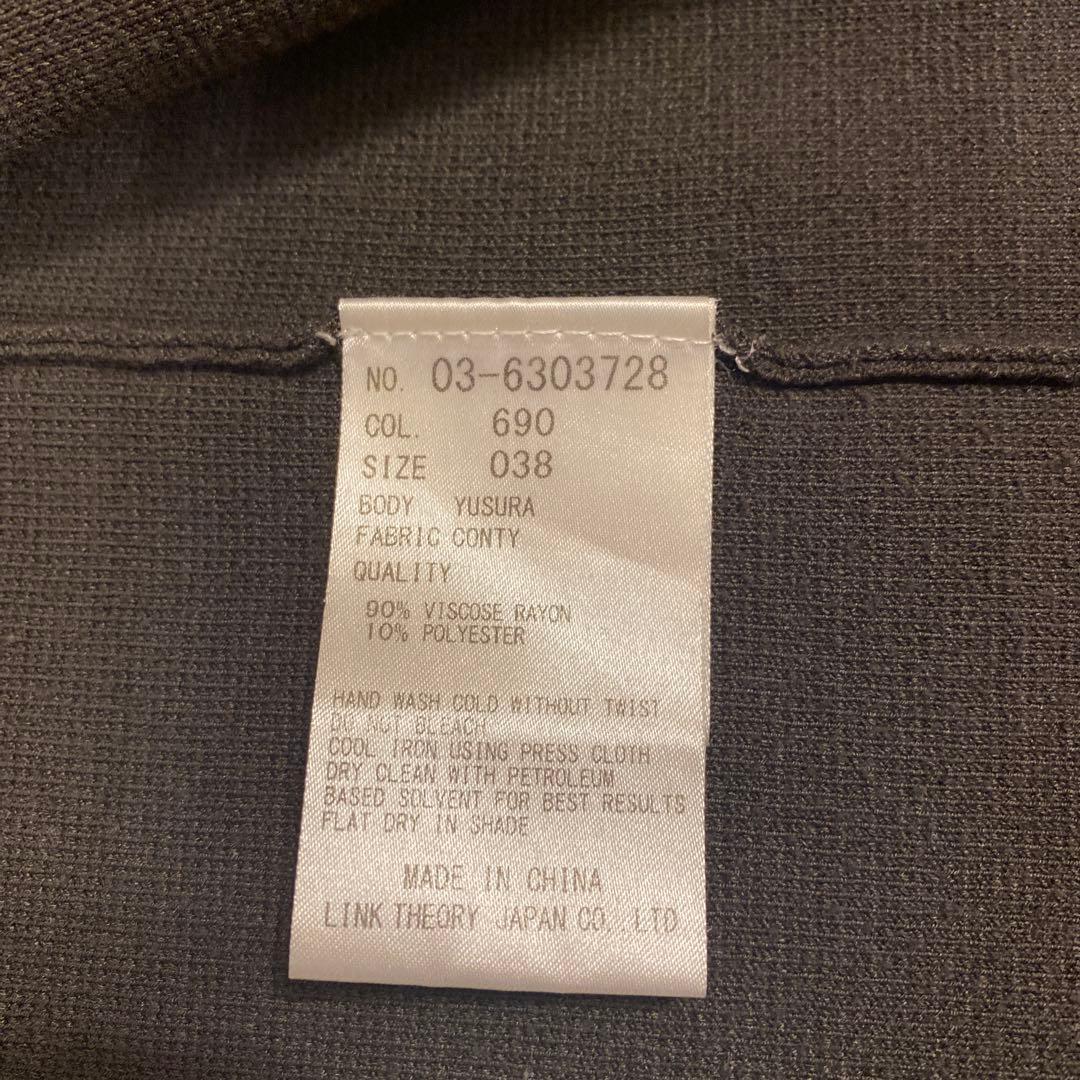 NO. 03-6303728
COL. 690
SIZE 038
BODY YUSURA
FABRIC CONTY
QUALITY
90% VISCOSE RAYON
10% POLYESTER
HAND WASH COLD WITHOUT TWIST
DO NOT BLEACH
COOL IRON USING PRESS CLOTH
DRY CLEAN WITH PETROLEUM
BASED SOLVENT FOR BEST RESULTS
FLAT DRY IN SHADE
MADE IN CHINA
LINK THEORY JAPAN CO,.LTD